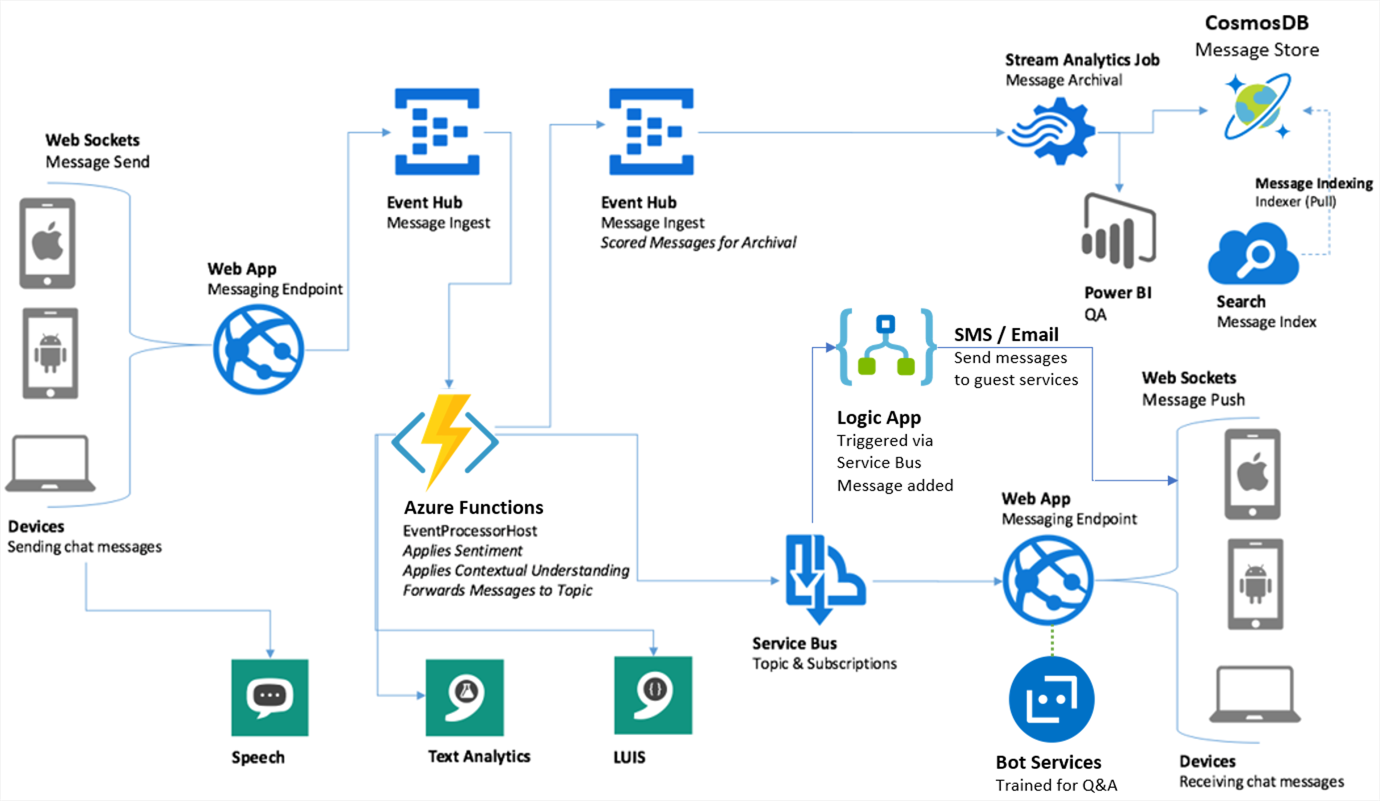 CosmosDB
Message Store
Stream Analytics Job
Message Archival
Web Sockets
Message Send
Event Hub
Message Ingest
Event Hub
Message Ingest
Scored Messages for Archival
Message Indexing
Indexer (Pull)
Web App
Messaging Endpoint
Power BI
QA
Search
Message Index
SMS / Email
Send messages
to guest services
Web Sockets
Message Push
Logic App
Triggered via
Service Bus
Message added
Azure Functions
EventProcessorHost
Applies Sentiment
Applies Contextual Understanding
Forwards Messages to Topic
Web App
Messaging Endpoint
Devices
Sending chat messages
Service Bus
Topic & Subscriptions
Speech
Text Analytics
LUIS
Bot Services
Trained for Q&A
Devices
Receiving chat messages